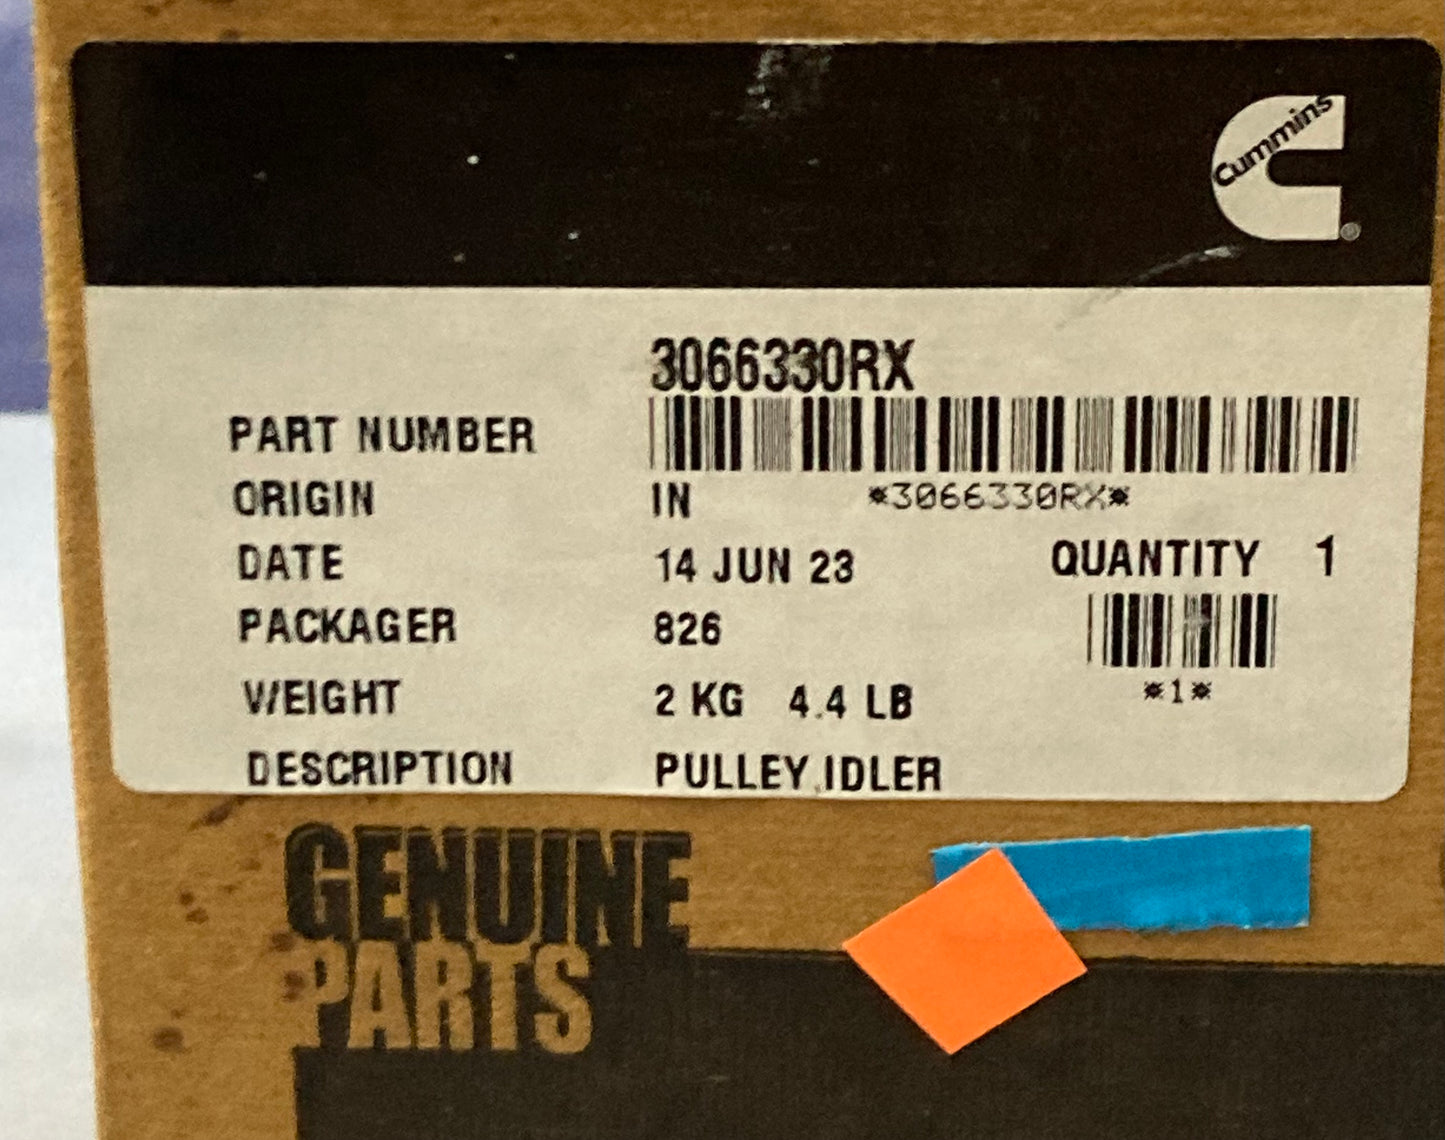 Cummins
®
3066330RX
PART NUMBER
ORIGIN IN *3066330RX*
DATE 14 JUN 23 QUANTITY 1
PACKAGER 826
WEIGHT 2 KG 4.4 LB *1*
DESCRIPTION PULLEY,IDLER
GENUINE
PARTS